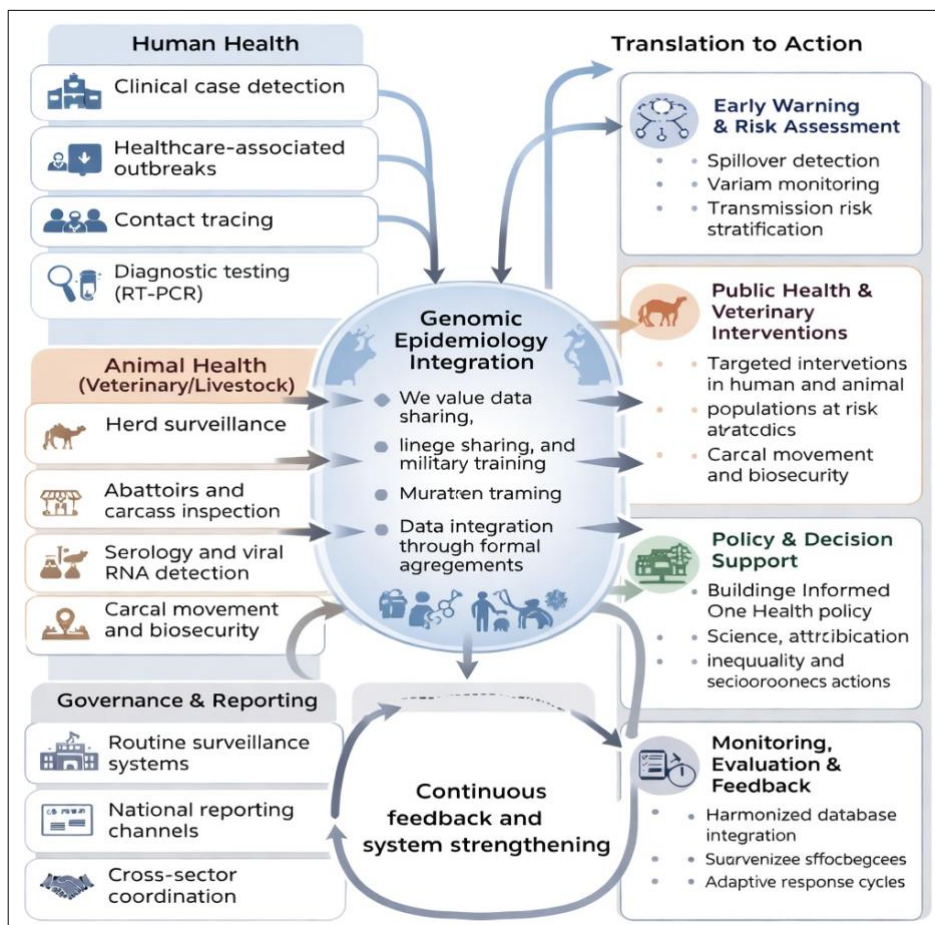 Human Health
Clinical case detection
Healthcare-associated
outbreaks
Contact tracing
Diagnostic testing
(RT-PCR)
Animal Health
(Veterinary/Livestock)
Herd surveillance
Abattoirs and
carcass inspection
Serology and viral
RNA detection
Carcal movement
and biosecurity
Governance & Reporting
Routine surveillance
systems
National reporting
channels
Cross-sector
coordination
Genomic
Epidemiology
Integration
We value data
sharing,
linege sharing, and
military training
traming
Data integration
through formal
agregements
Continuous
feedback and
system strengthening
Translation to Action
Early Warning
& Risk Assessment
Spillover detection
Variam monitoring
Transmission risk
stratification
Public Health &
Veterinary
Interventions
Targeted intervetions
in human and animal
populations at risk
Carcal movement
and biosecurity
Policy & Decision
Support
Buildinge Informed
One Health policy
Science,
inequuality and
actions
Monitoring,
Evaluation &
Feedback
Harmonized database
integration
Adaptive response cycles